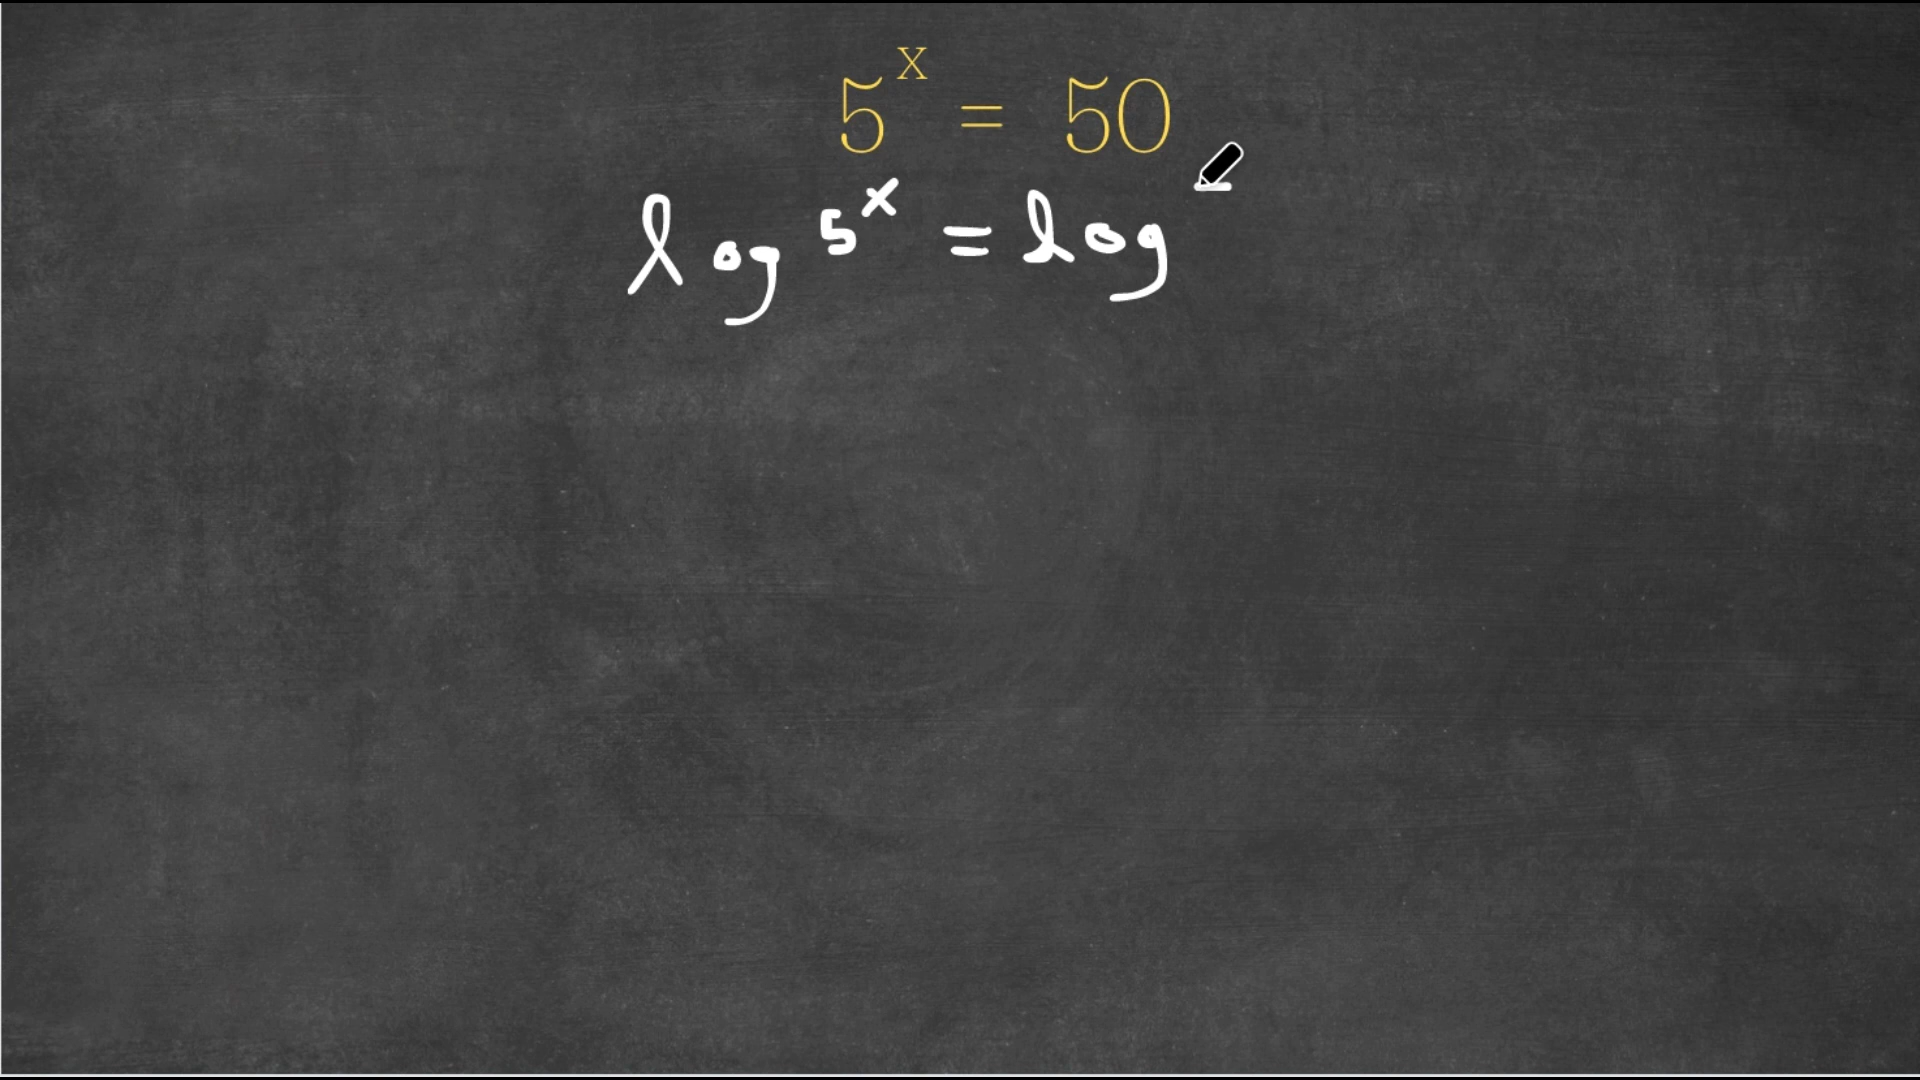 5^x = 50
log 5^x = log